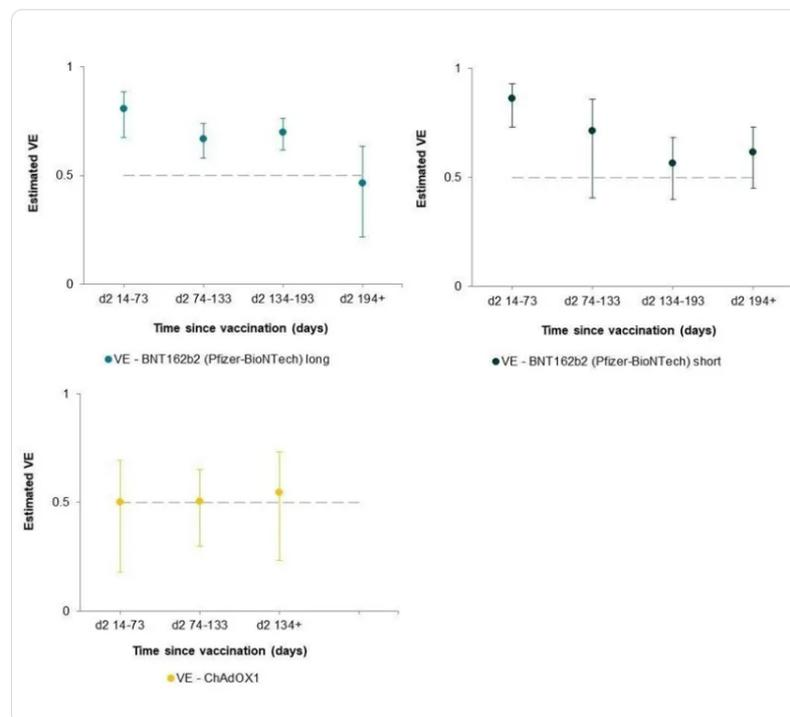 1
0.5
0
Estimated VE
d2 14-73 d2 74-133 d2 134-193 d2 194+
Time since vaccination (days)
VE - BNT162b2 (Pfizer-BioNTech) long
1
0.5
0
Estimated VE
d2 14-73 d2 74-133 d2 134-193 d2 194+
Time since vaccination (days)
VE - BNT162b2 (Pfizer-BioNTech) short
1
0.5
0
Estimated VE
d2 14-73 d2 74-133 d2 134+
Time since vaccination (days)
VE - ChAdOX1